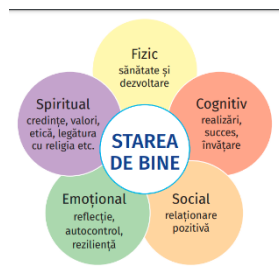 Fizic
sănătate și
dezvoltare
Spiritual
credințe, valori,
etică, legătura
cu religia etc.
Cognitiv
realizări,
succes,
învățare
STAREA
DE BINE
Emoțional
reflecție,
autocontrol,
reziliență
Social
relaționare
pozitivă